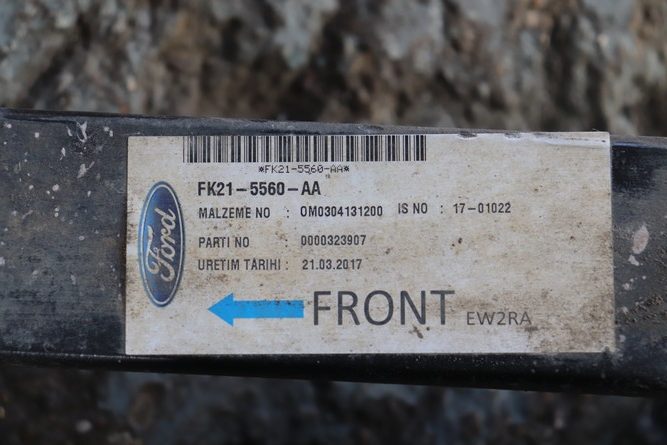 *FK21-5560-AA*
FK21-5560-AA
MALZEME NO : OM0304131200 IS NO : 17-01022
PARTI NO : 0000323907
URETIM TARIHI : 21.03.2017
Ford
FRONT EW2RA